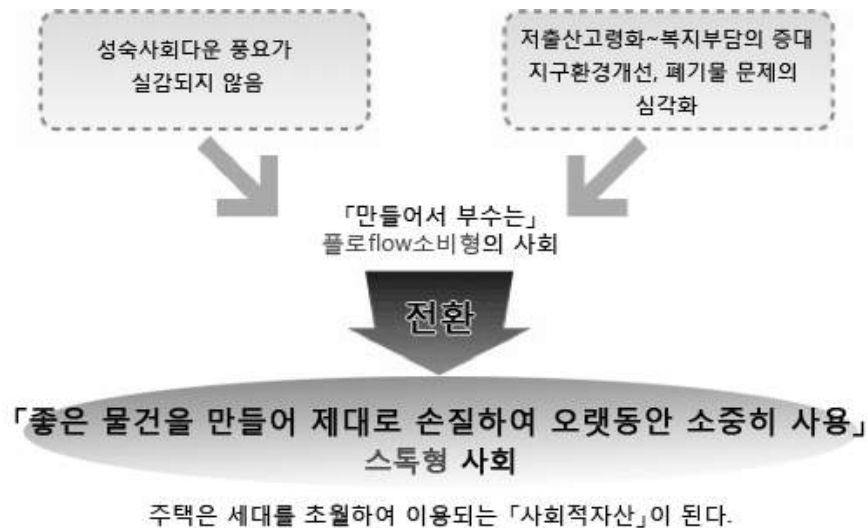 성숙사회다운 풍요가
실감되지 않음
저출산고령화~복지부담의 증대
지구환경개선, 폐기물 문제의
심각화
「만들어서 부수는」
플로flow소비형의 사회
전환
「좋은 물건을 만들어 제대로 손질하여 오랫동안 소중히 사용」
스톡형 사회
주택은 세대를 초월하여 이용되는 「사회적자산」이 된다.